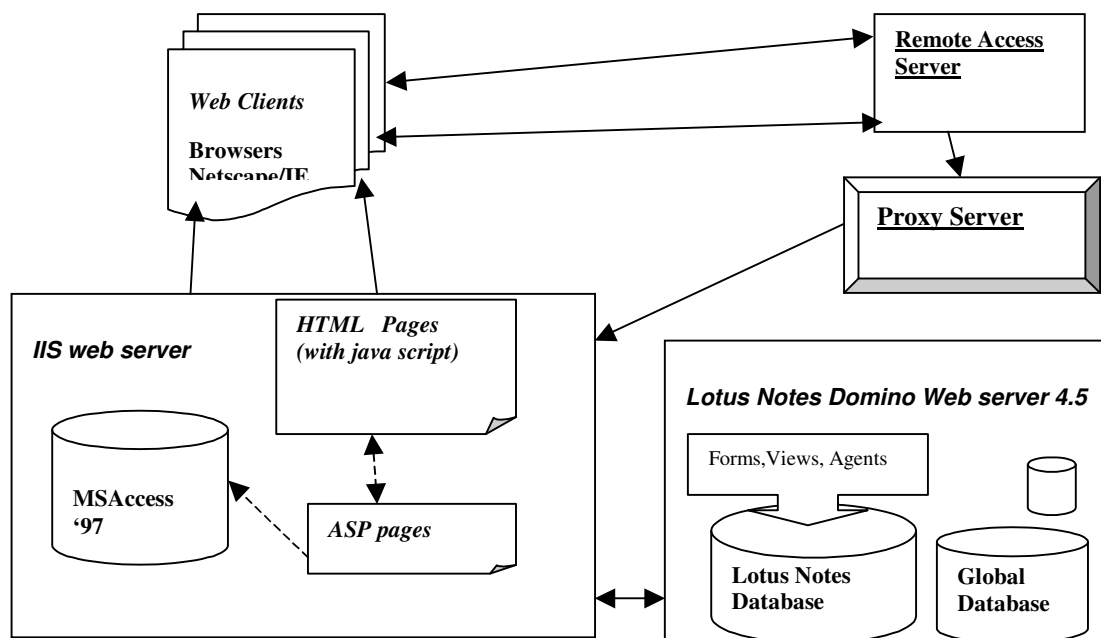 Remote Access
Server
Web Clients
Browsers
Netscape/IE
Proxy Server
IIS web server
HTML Pages
(with java script)
MSAccess
‘97
ASP pages
Lotus Notes Domino Web server 4.5
Forms,Views, Agents
Lotus Notes
Database
Global
Database